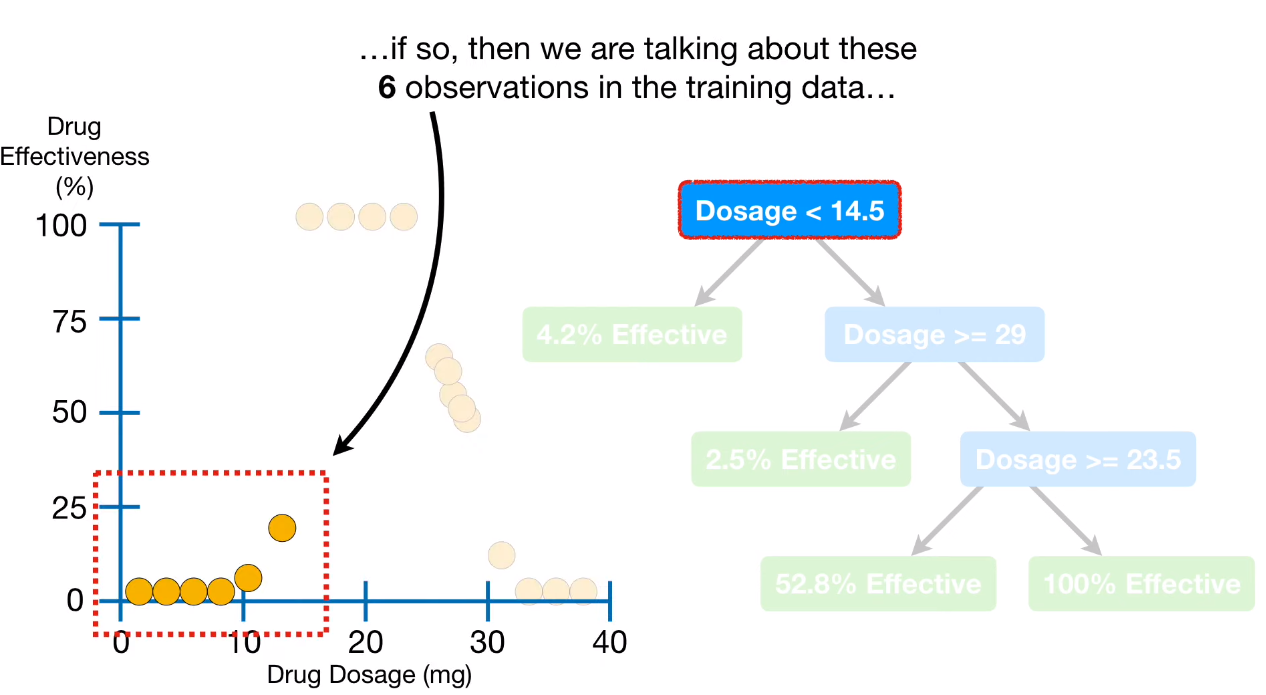 …if so, then we are talking about these
6 observations in the training data…
Drug
Effectiveness
(%)
100
75
50
25
0
0
10
20
30
40
Drug Dosage (mg)
Dosage < 14.5
4.2% Effective
Dosage >= 29
2.5% Effective
Dosage >= 23.5
52.8% Effective
100% Effective